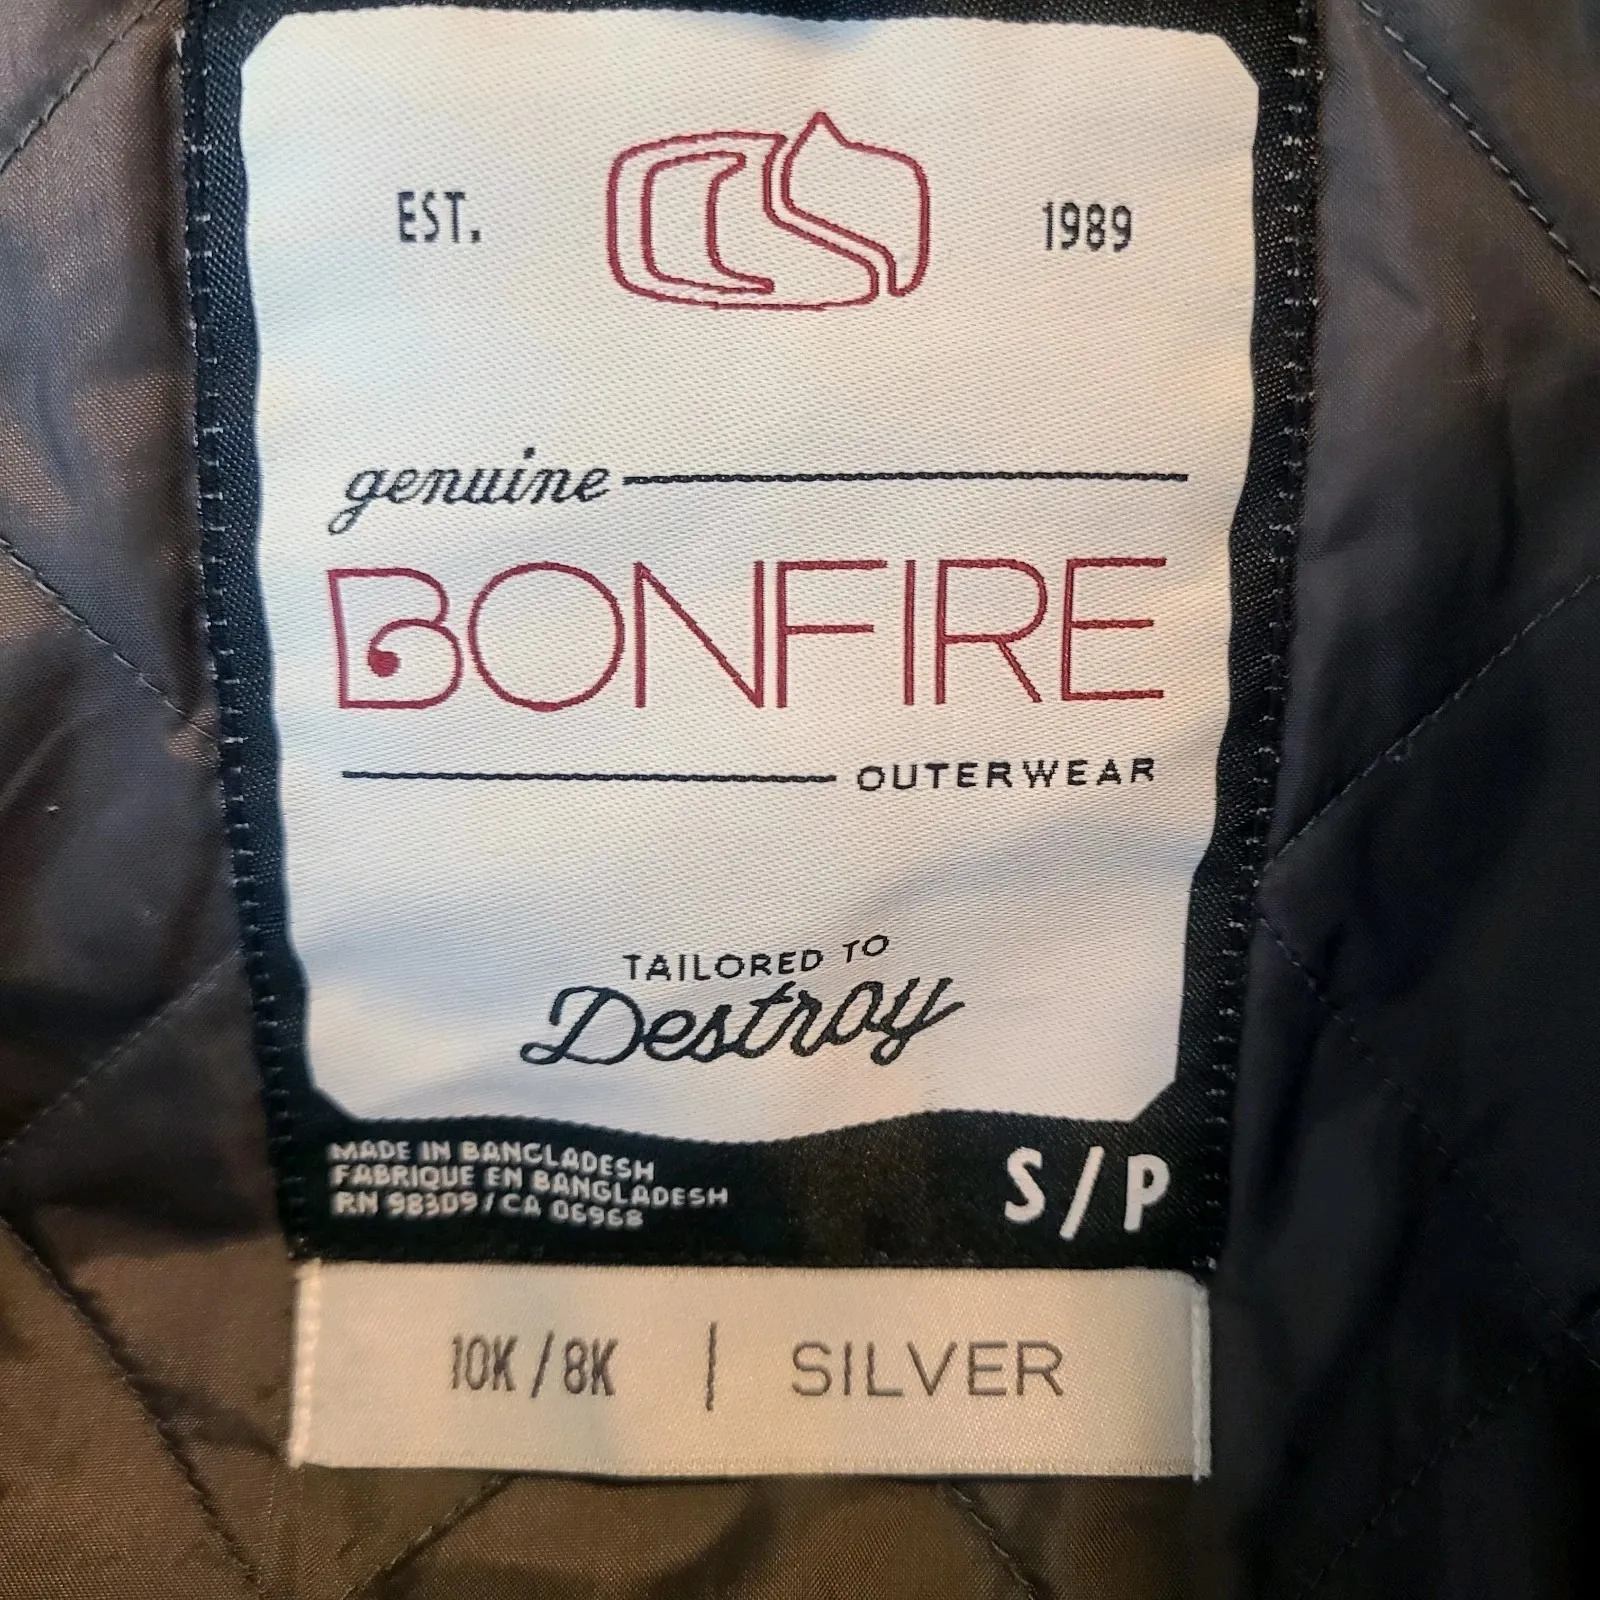 EST. 1989
genuine
BONFIRE
OUTERWEAR
TAILORED TO
Destroy
MADE IN BANGLADESH
FABRIQUE EN BANGLADESH
RN 98309 / CA 06968
S / P
10K / 8K | SILVER